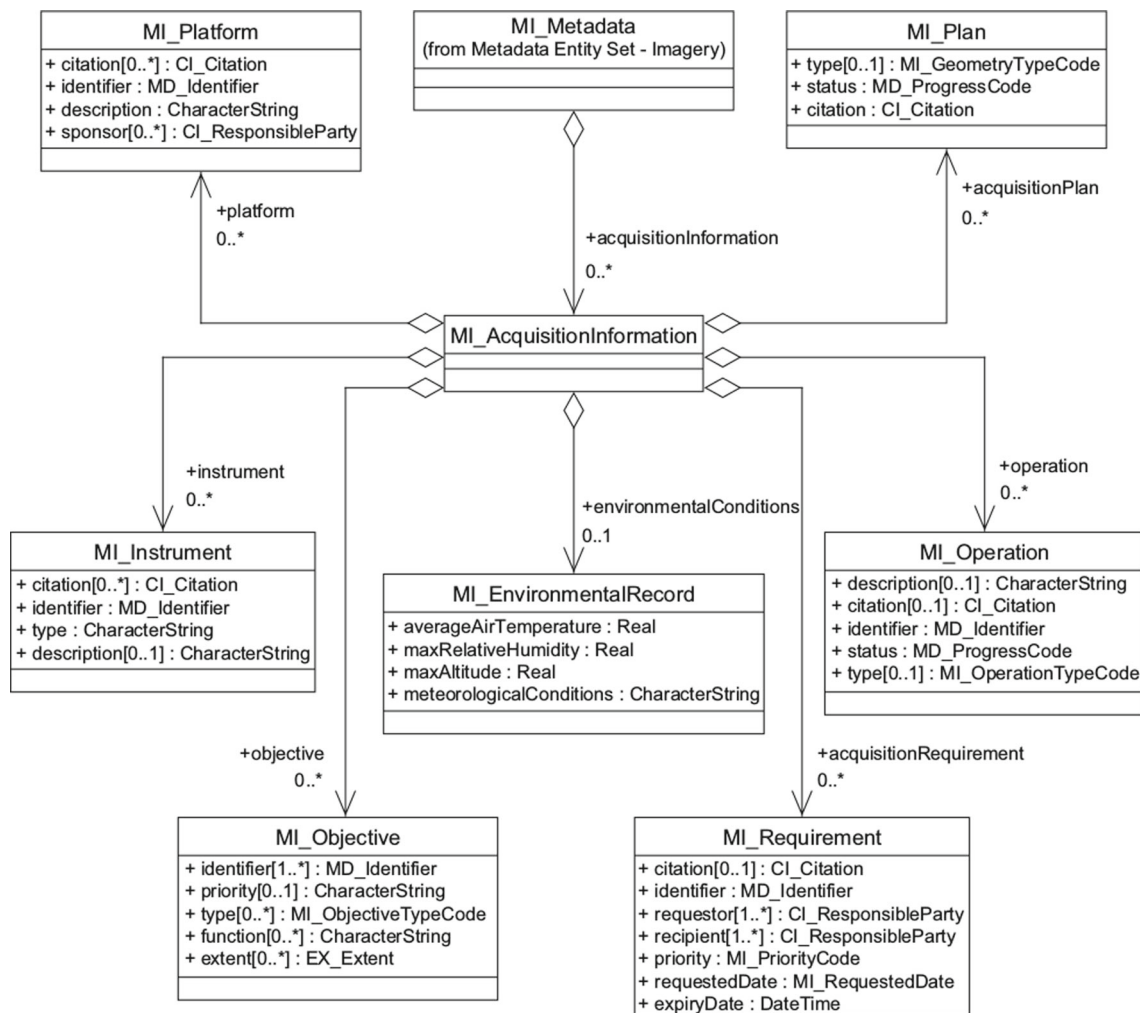 MI_Platform
+ citation[0..*] : CI_Citation
+ identifier : MD_Identifier
+ description : CharacterString
+ sponsor[0..*] : CI_ResponsibleParty
MI_Metadata
(from Metadata Entity Set - Imagery)
MI_Plan
+ type[0..1] : MI_GeometryTypeCode
+ status : MD_ProgressCode
+ citation : CI_Citation
+platform
0..*
+acquisitionInformation
0..*
+acquisitionPlan
0..*
MI_AcquisitionInformation
+instrument
0..*
+environmentalConditions
0..1
+operation
0..*
MI_Instrument
+ citation[0..*] : CI_Citation
+ identifier : MD_Identifier
+ type : CharacterString
+ description[0..1] : CharacterString
MI_EnvironmentalRecord
+ averageAirTemperature : Real
+ maxRelativeHumidity : Real
+ maxAltitude : Real
+ meteorologicalConditions : CharacterString
MI_Operation
+ description[0..1] : CharacterString
+ citation[0..1] : CI_Citation
+ identifier : MD_Identifier
+ status : MD_ProgressCode
+ type[0..1] : MI_OperationTypeCode
+objective
0..*
+acquisitionRequirement
0..*
MI_Objective
+ identifier[1..*] : MD_Identifier
+ priority[0..1] : CharacterString
+ type[0..*] : MI_ObjectiveTypeCode
+ function[0..*] : CharacterString
+ extent[0..*] : EX_Extent
MI_Requirement
+ citation[0..1] : CI_Citation
+ identifier : MD_Identifier
+ requestor[1..*] : CI_ResponsibleParty
+ recipient[1..*] : CI_ResponsibleParty
+ priority : MI_PriorityCode
+ requestedDate : MI_RequestedDate
+ expiryDate : DateTime